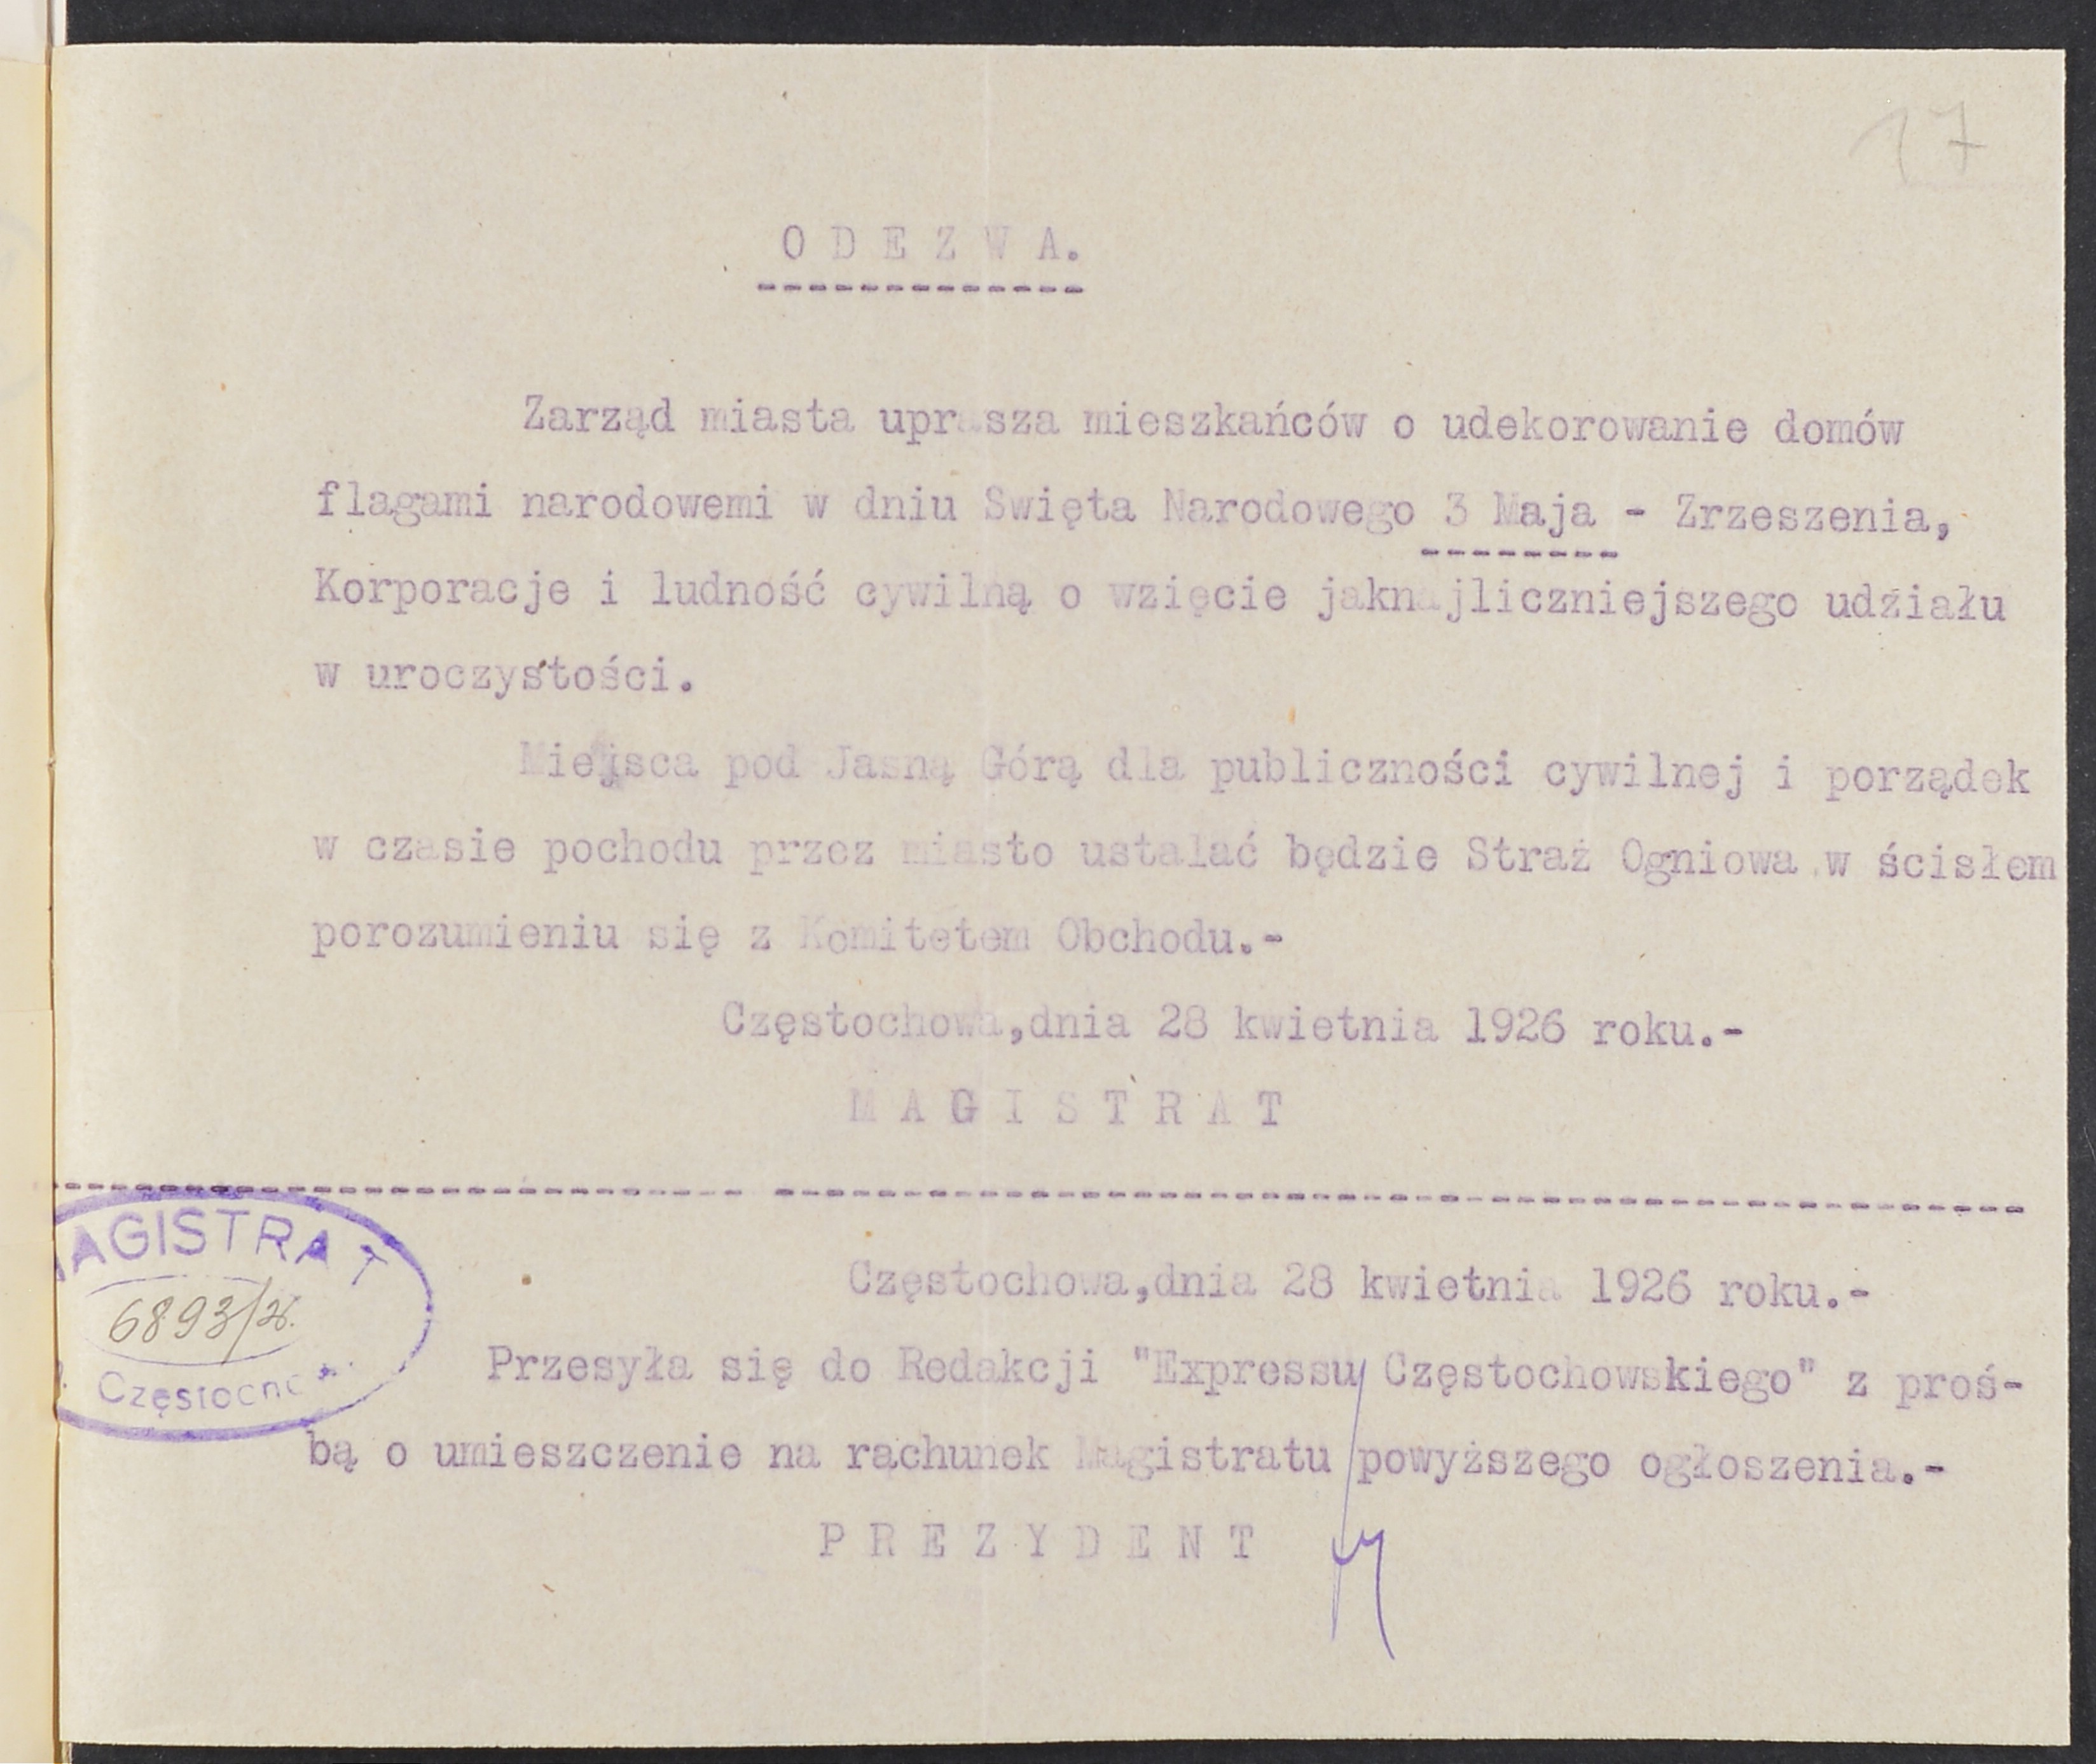 17
O D E Z W A.
Zarząd miasta uprasza mieszkańców o udekorowanie domów
flagami narodowemi w dniu Swięta Narodowego 3 Maja - Zrzeszenia,
Korporacje i ludność cywilną o wzięcie jaknajliczniejszego udziału
w uroczystości.
Miejsca pod Jasną Górą dla publiczności cywilnej i porządek
w czasie pochodu przez miasto ustalać będzie Straż Ogniowa w ścisłem
porozumieniu się z Komitetem Obchodu.-
Częstochowa,dnia 28 kwietnia 1926 roku.-
M A G I S T R A T
AGISTRAT
6893/26.
Częstocho
Częstochowa,dnia 28 kwietnia 1926 roku.-
Przesyła się do Redakcji "Expressu Częstochowskiego" z proś-
bą o umieszczenie na rachunek Magistratu powyższego ogłoszenia.-
P R E Z Y D E N T